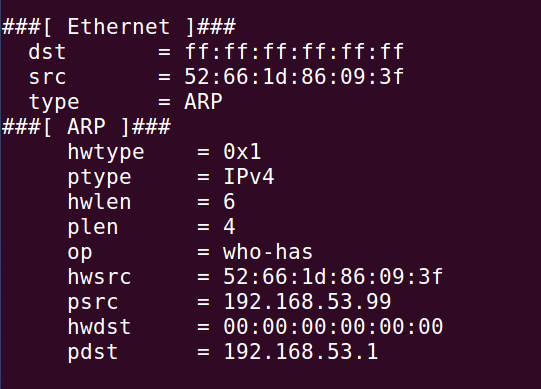 ###[ Ethernet ]###
  dst       = ff:ff:ff:ff:ff:ff
  src       = 52:66:1d:86:09:3f
  type      = ARP
###[ ARP ]###
     hwtype    = 0x1
     ptype     = IPv4
     hwlen     = 6
     plen      = 4
     op        = who-has
     hwsrc     = 52:66:1d:86:09:3f
     psrc      = 192.168.53.99
     hwdst     = 00:00:00:00:00:00
     pdst      = 192.168.53.1